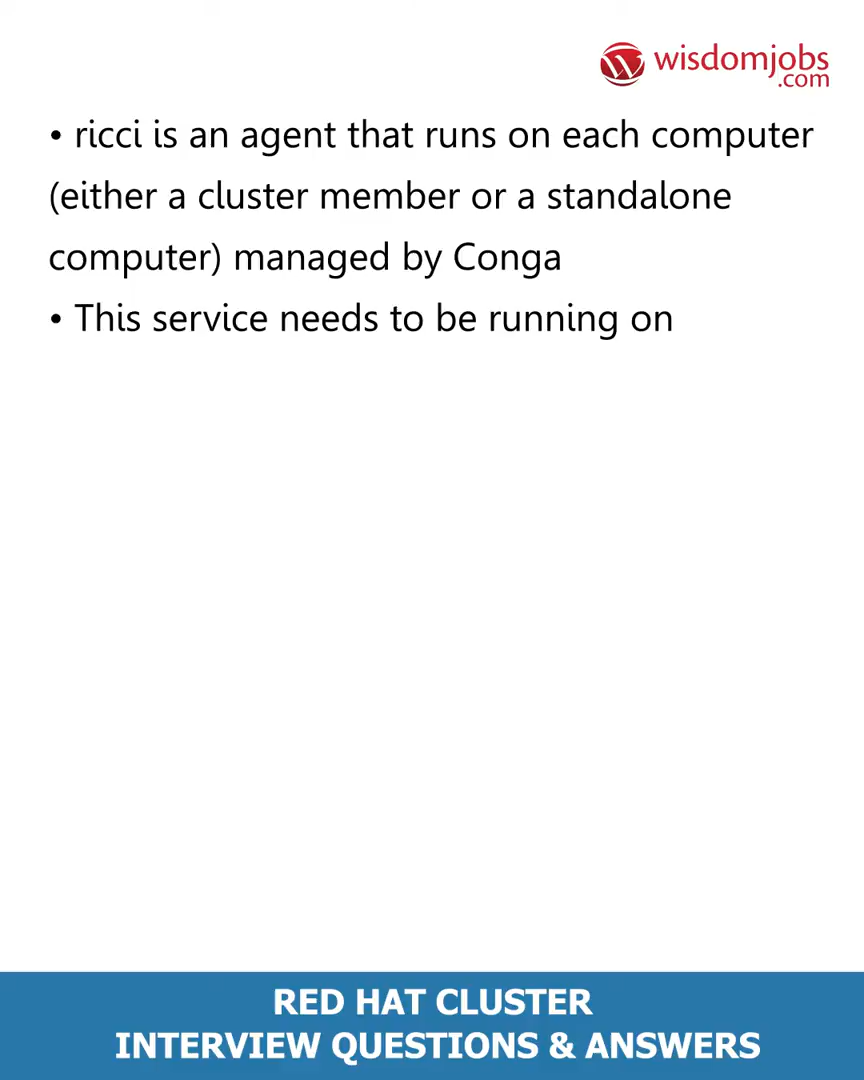 wisdomjobs
.com
• ricci is an agent that runs on each computer
(either a cluster member or a standalone
computer) managed by Conga
• This service needs to be running on
RED HAT CLUSTER
INTERVIEW QUESTIONS & ANSWERS